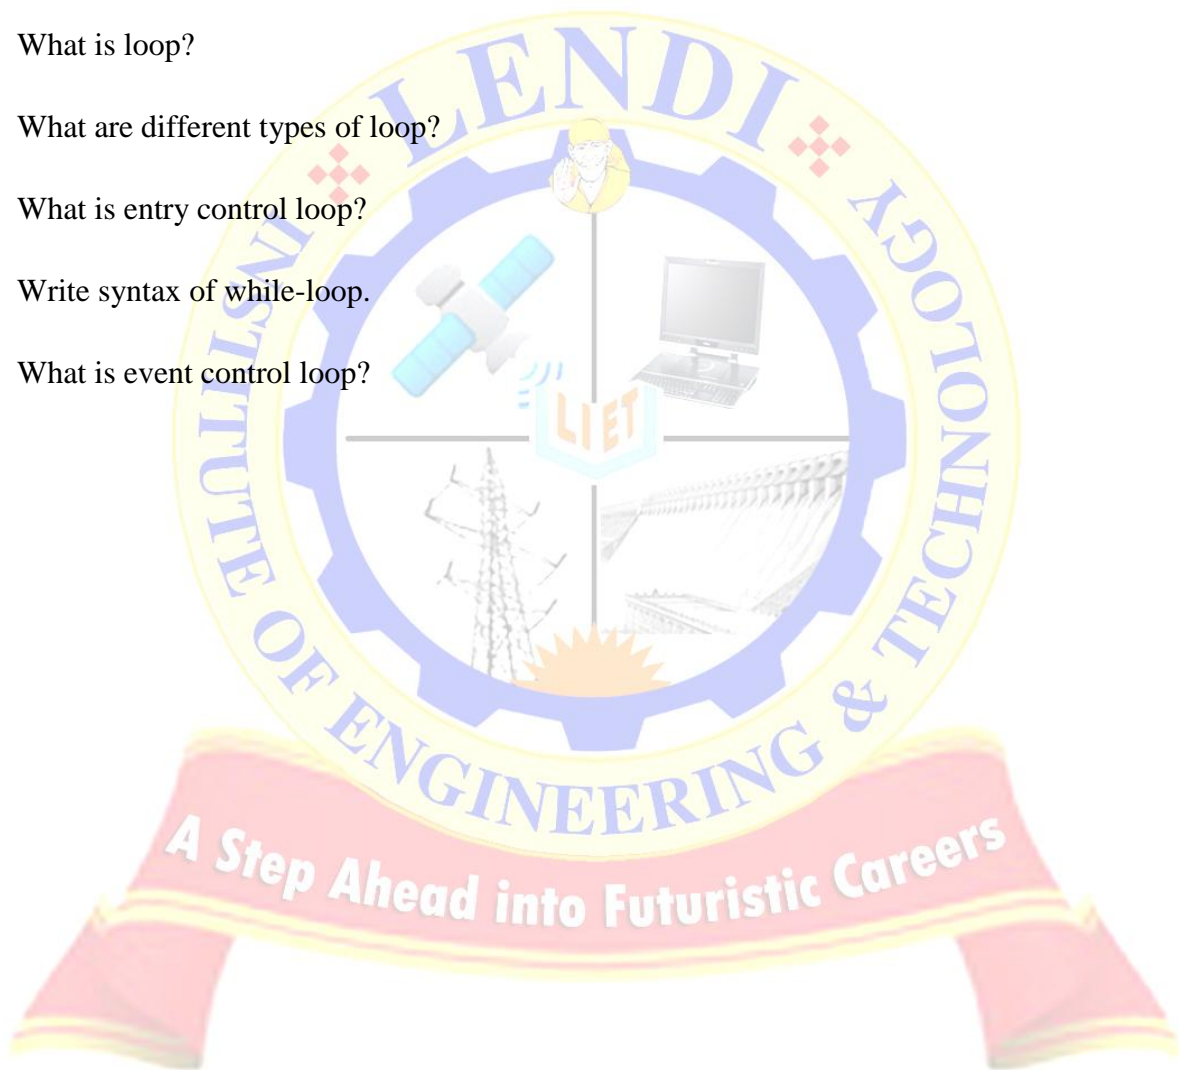 What is loop?
What are different types of loop?
What is entry control loop?
Write syntax of while-loop.
What is event control loop?
LENDI
INSTITUTE OF ENGINEERING & TECHNOLOGY
LIET
A Step Ahead into Futuristic Careers